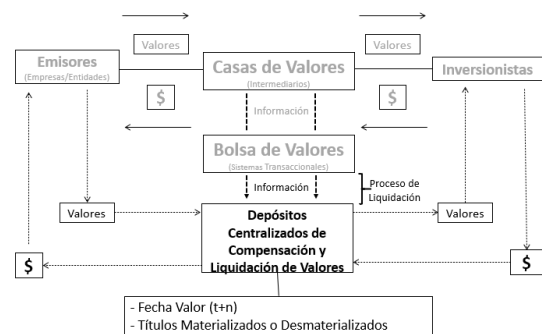 Valores
Valores
Emisores
(Empresas/Entidades)
Casas de Valores
(Intermediarios)
Inversionistas
$
Información
$
Bolsa de Valores
(Sistemas Transaccionales)
Información
Proceso de
Liquidación
Valores
Depósitos
Centralizados de
Compensación y
Liquidación de Valores
Valores
$
$
- Fecha Valor (t+n)
- Títulos Materializados o Desmaterializados